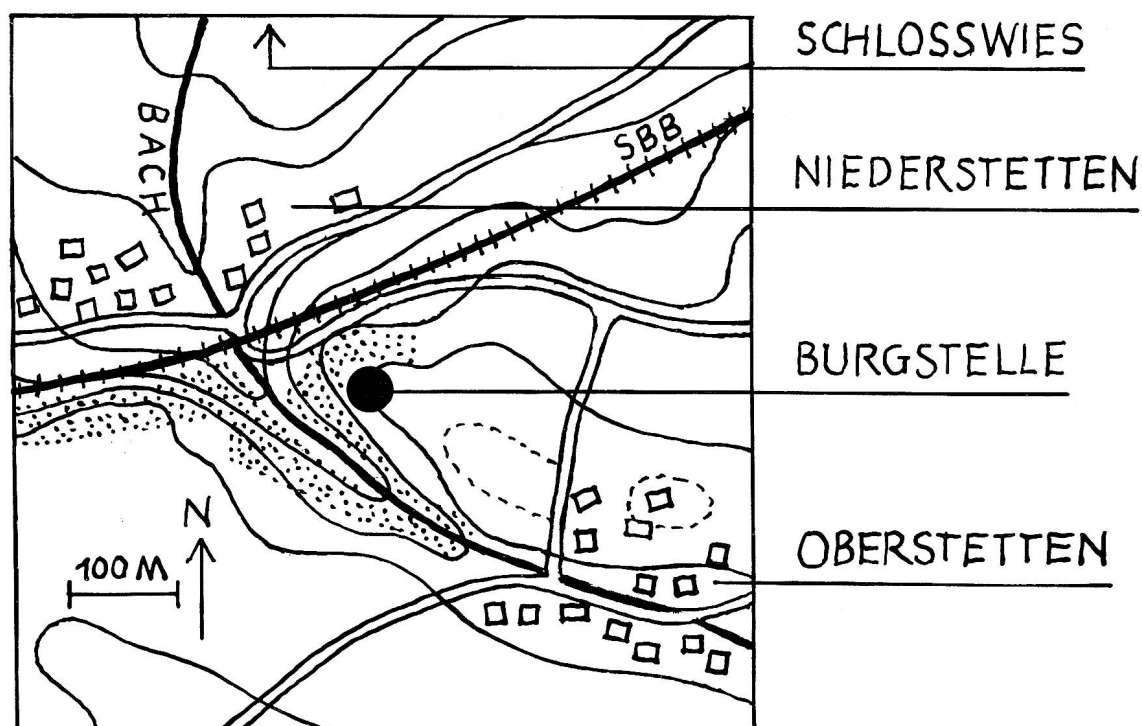 SCHLOSSWIES
BACH
SBB
NIEDERSTETTEN
BURGSTELLE
N
OBERSTETTEN
100 M